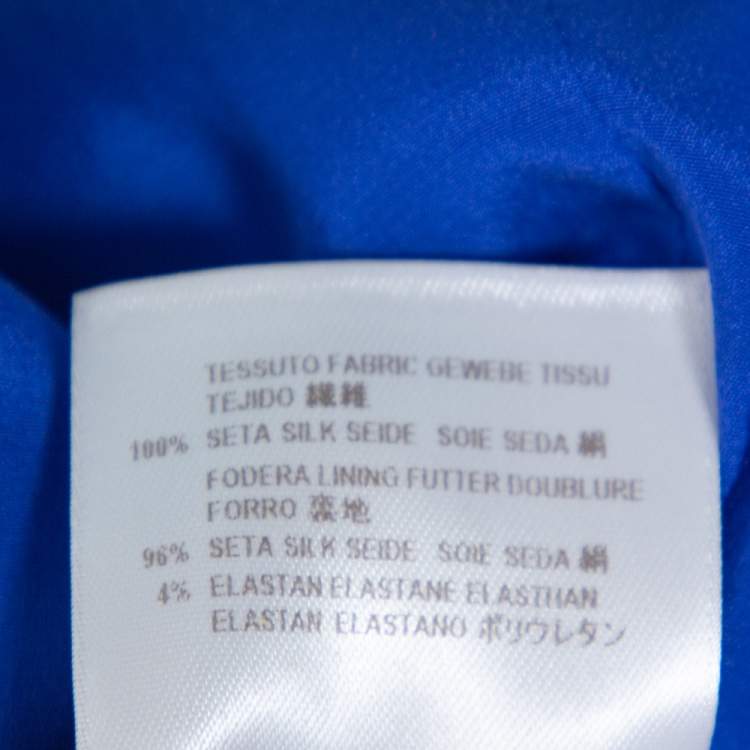 TESSUTO FABRIC GEWEBE TISSU
TEJIDO 繊維
100% SETA SILK SEIDE SOIE SEDA 絹
FODERA LINING FUTTER DOUBLURE
FORRO 裏地
96% SETA SILK SEIDE SOIE SEDA 絹
4% ELASTAN ELASTANE ELASTHAN
ELASTAN ELASTANO ポリウレタン